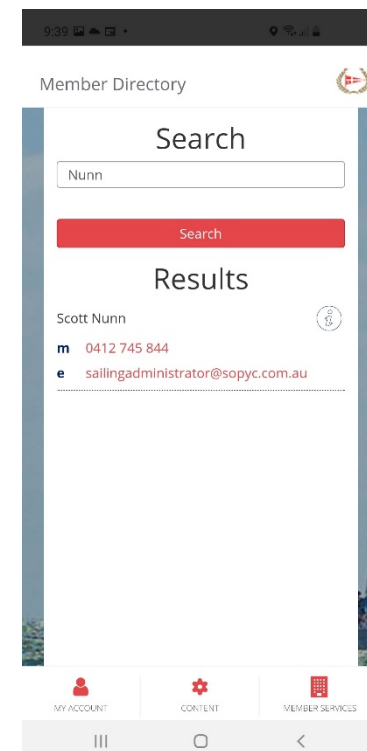 9:39
Member Directory
Search
Nunn
Search
Results
Scott Nunn
m 0412 745 844
e sailingadministrator@sopyc.com.au
MY ACCOUNT
CONTENT
MEMBER SERVICES